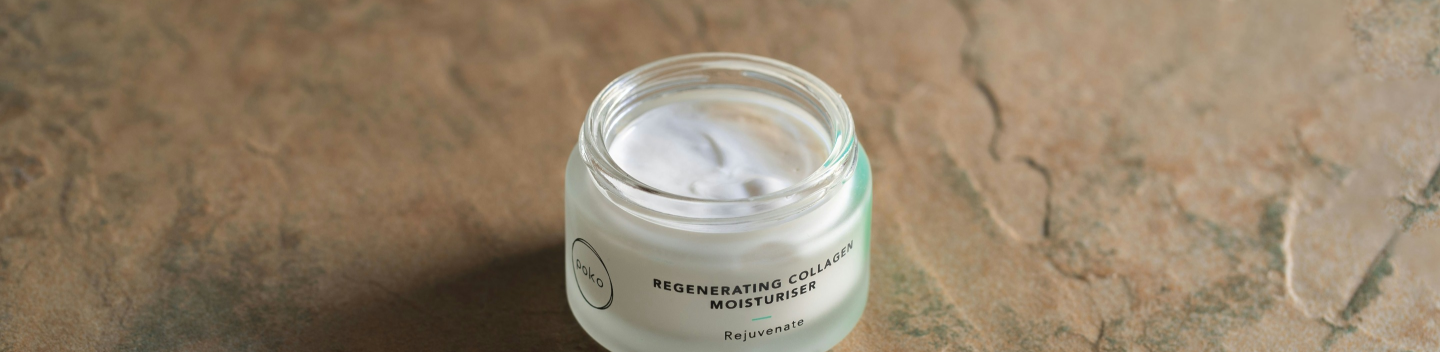 poko
REGENERATING COLLAGEN
MOISTURISER
Rejuvenate